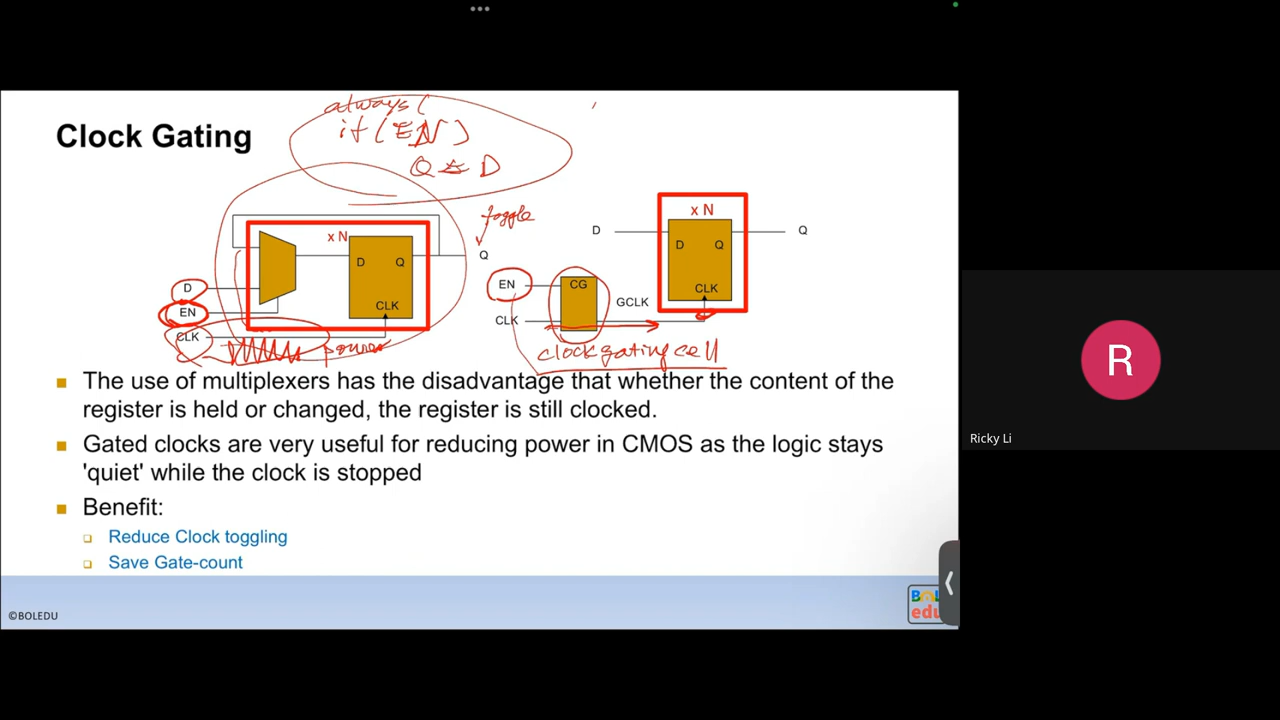 always (
if (EN)
Q <= D
Clock Gating
toggle
x N
D
Q
CLK
Q
D
EN
CLK
power
x N
D
D
Q
Q
CLK
EN
CG
GCLK
CLK
clock gating cell
The use of multiplexers has the disadvantage that whether the content of the
register is held or changed, the register is still clocked.
Gated clocks are very useful for reducing power in CMOS as the logic stays
'quiet' while the clock is stopped
Benefit:
Reduce Clock toggling
Save Gate-count
©BOLEDU
edu
R
Ricky Li